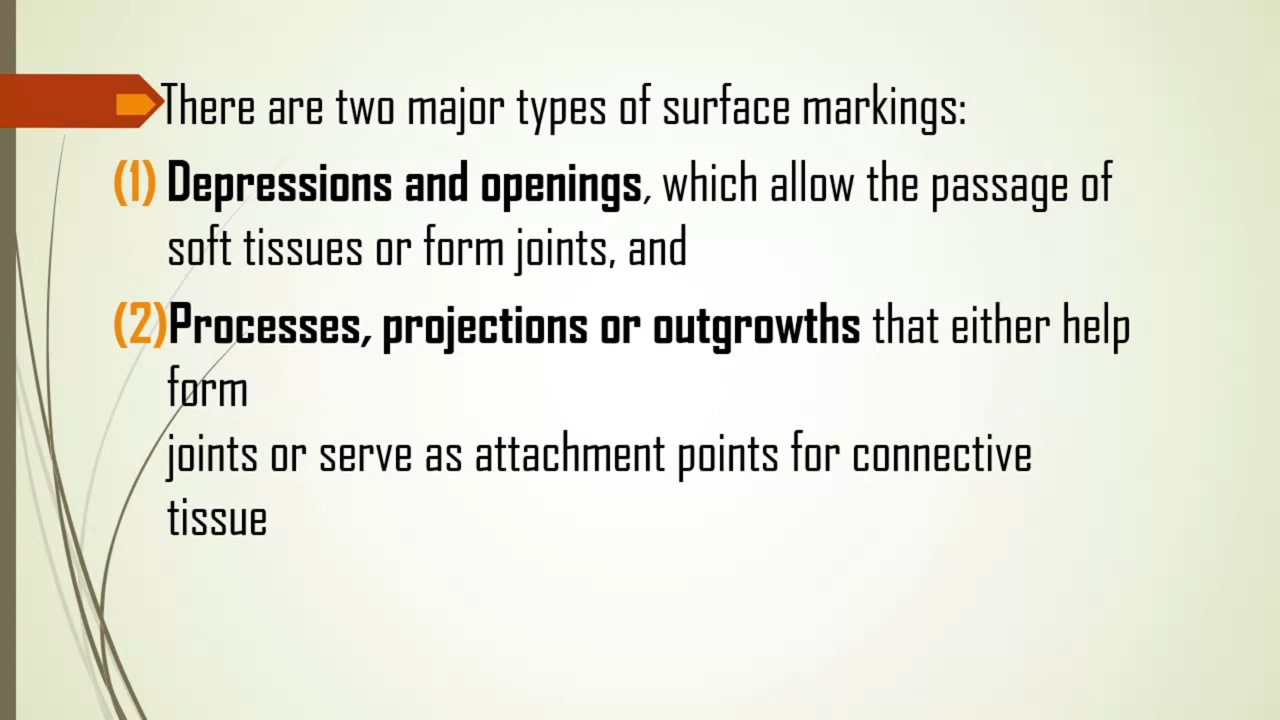 There are two major types of surface markings:
(1) Depressions and openings, which allow the passage of
soft tissues or form joints, and
(2)Processes, projections or outgrowths that either help
form
joints or serve as attachment points for connective
tissue